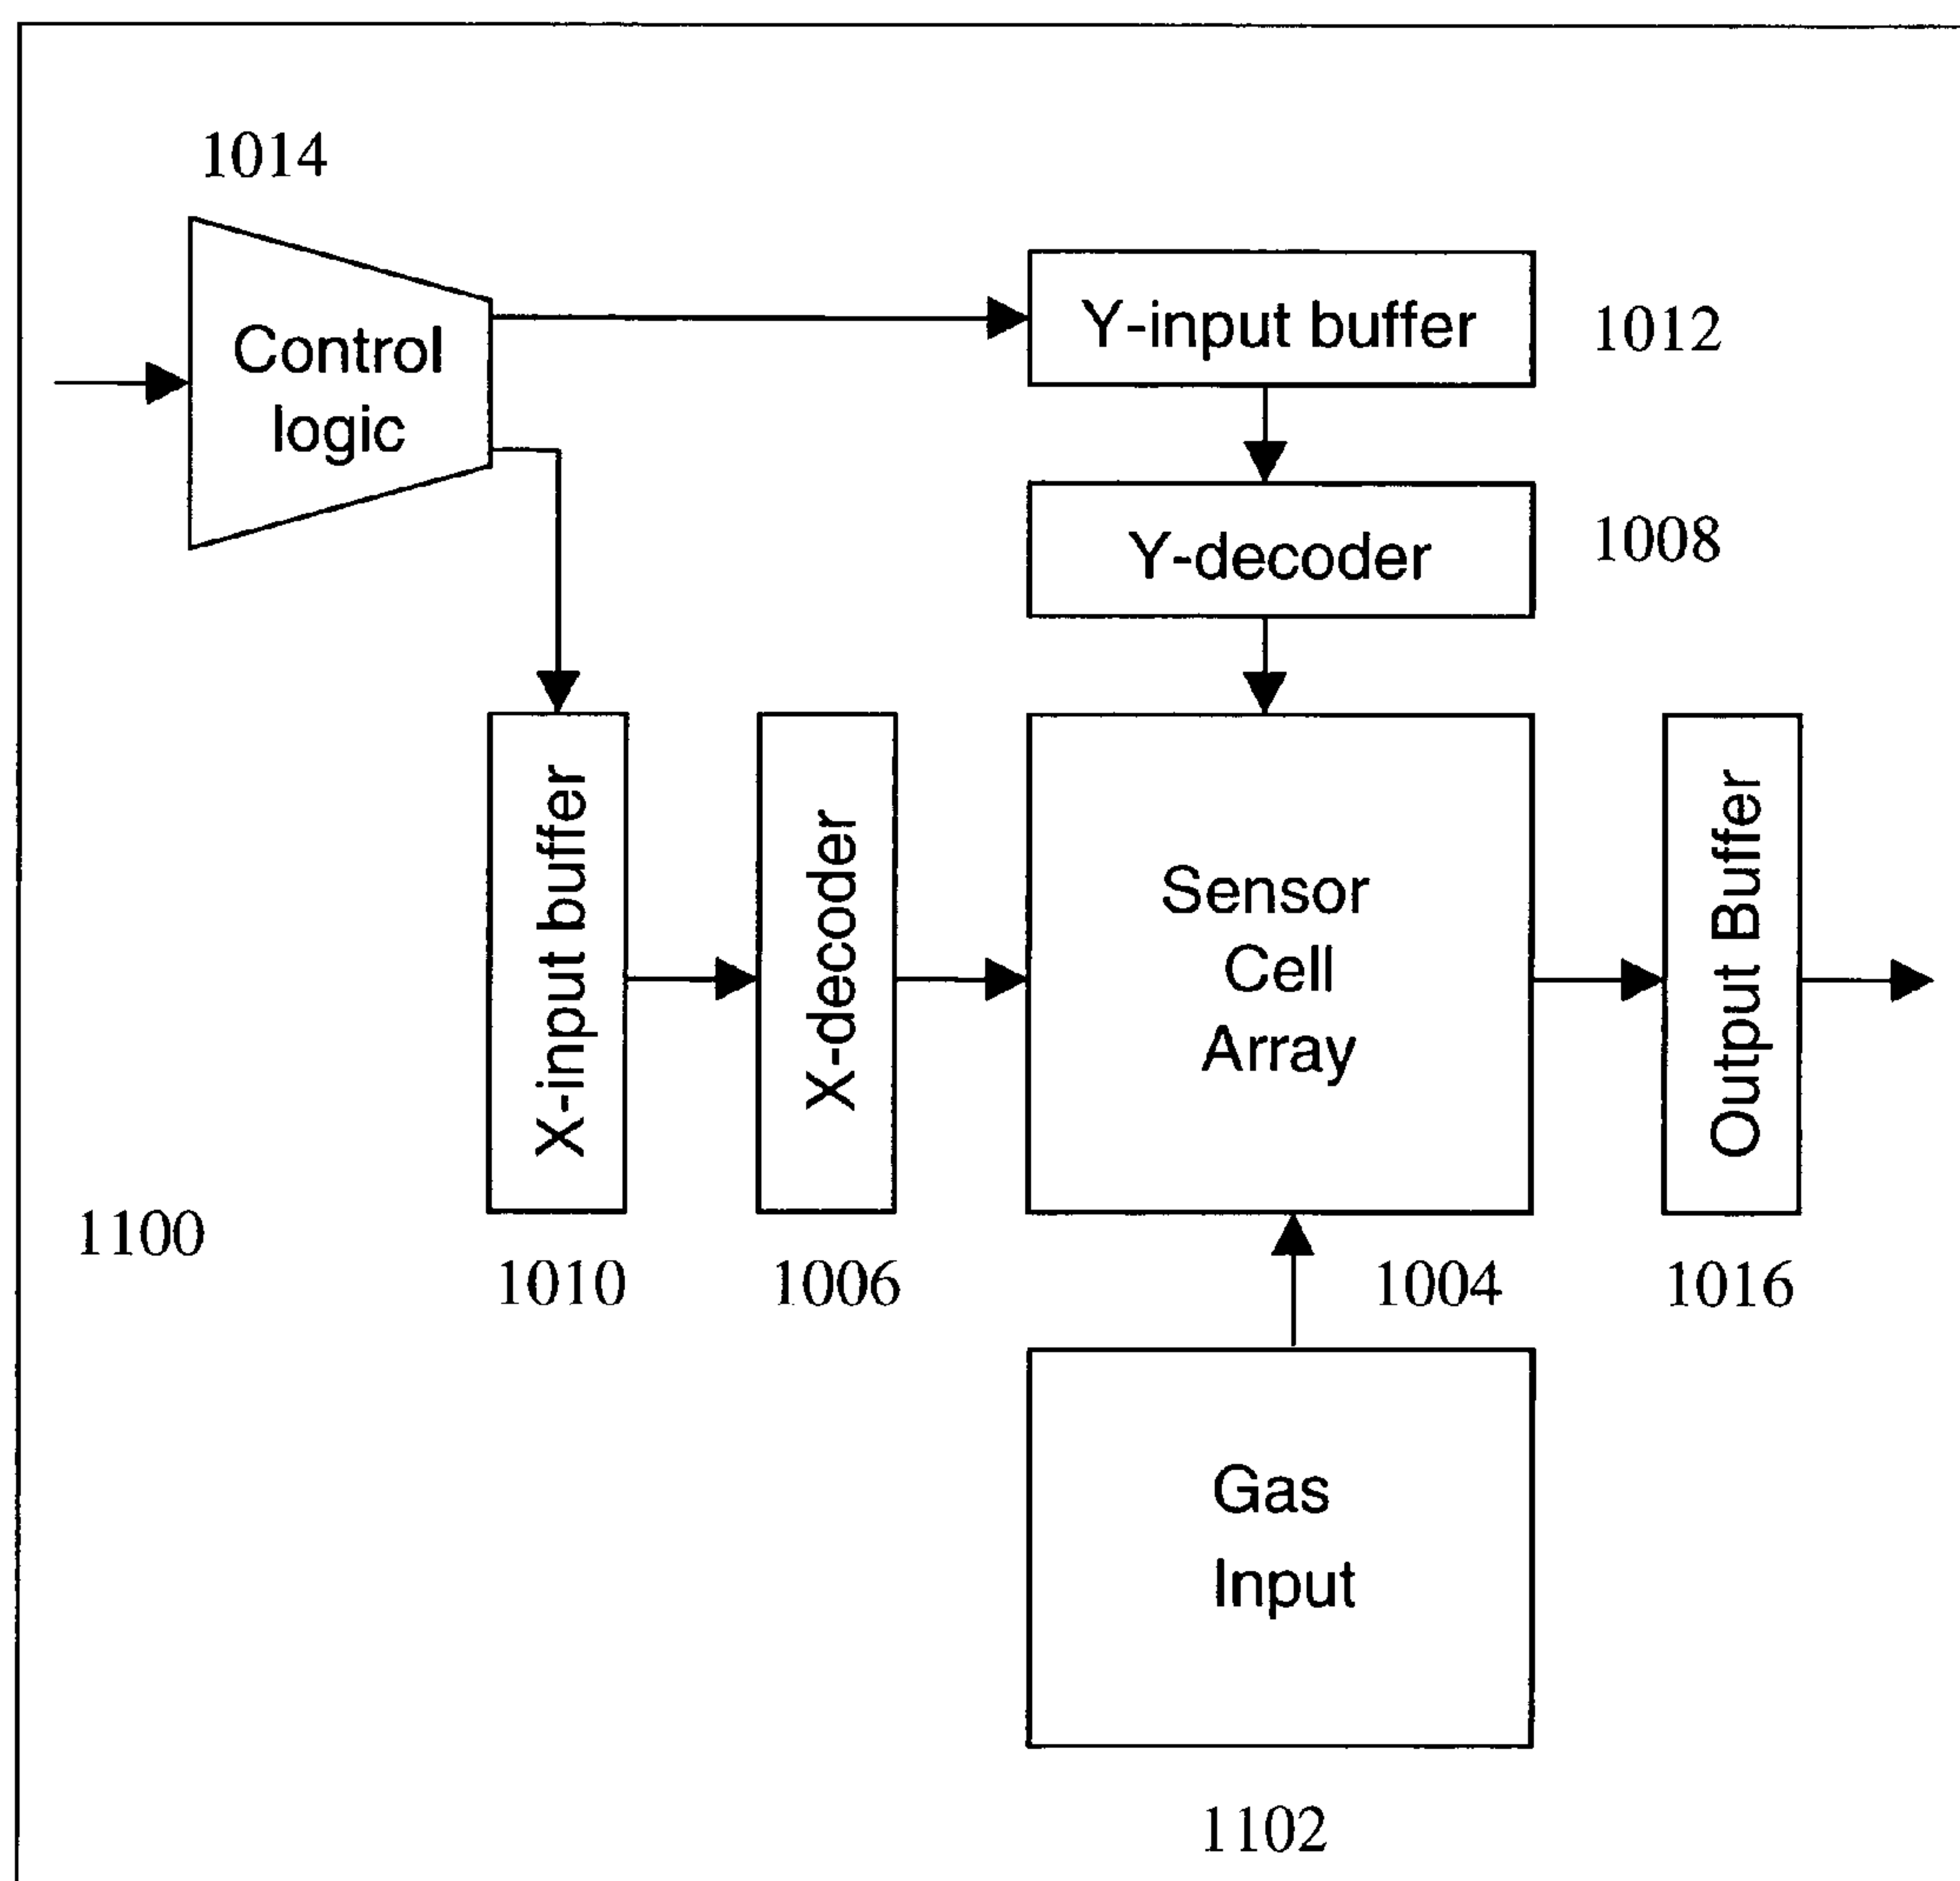 1014
Control
logic
Y-input buffer
1012
Y-decoder
1008
X-input buffer
X-decoder
Sensor
Cell
Array
Output Buffer
1100
1010
1006
1004
1016
Gas
Input
1102